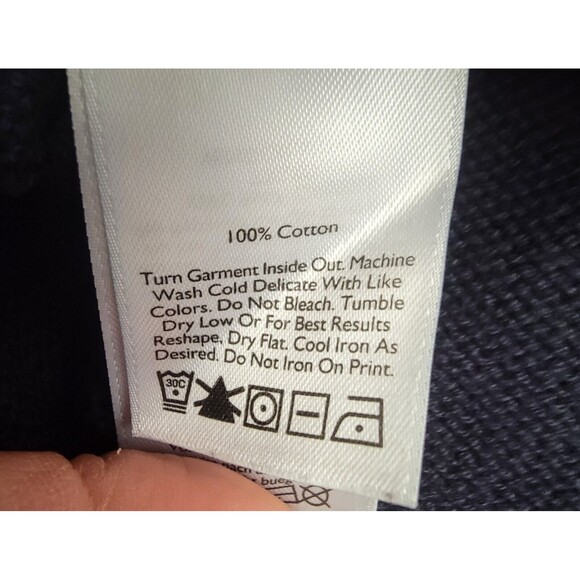 100% Cotton
Turn Garment Inside Out. Machine
Wash Cold Delicate With Like
Colors. Do Not Bleach. Tumble
Dry Low Or For Best Results
Reshape, Dry Flat. Cool Iron As
Desired. Do Not Iron On Print.
30C
nach